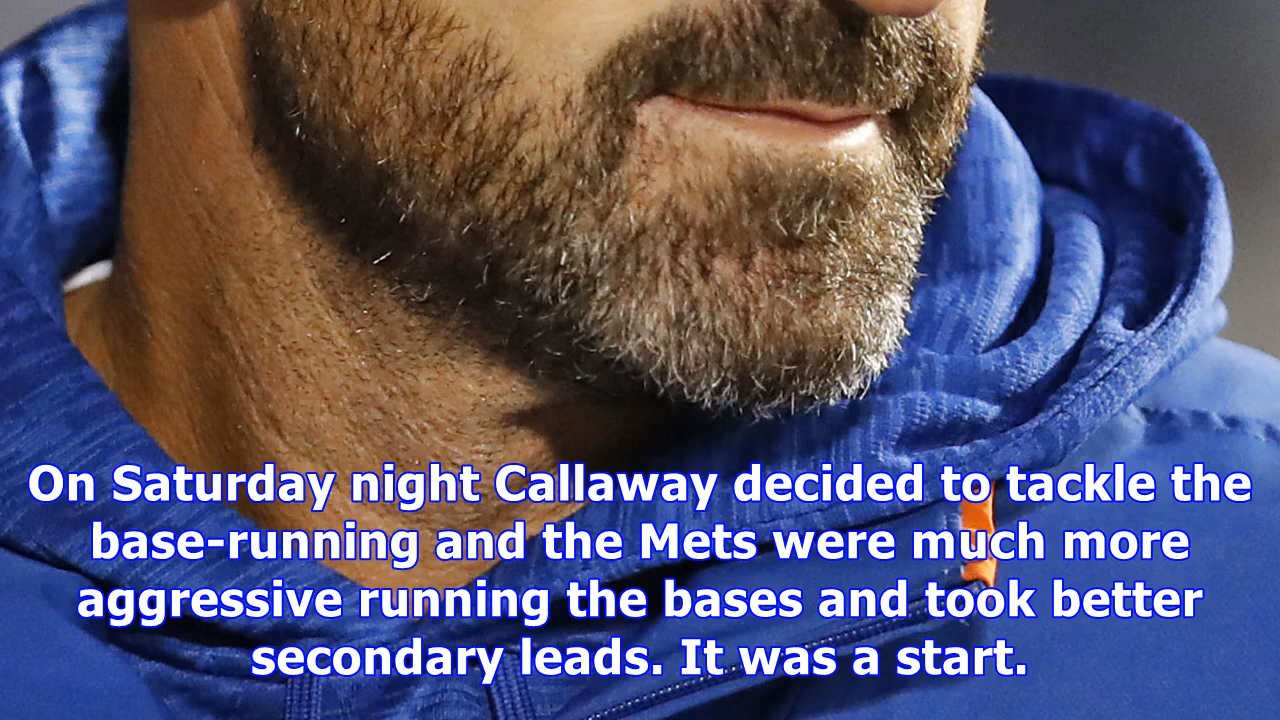 On Saturday night Callaway decided to tackle the
base-running and the Mets were much more
aggressive running the bases and took better
secondary leads. It was a start.